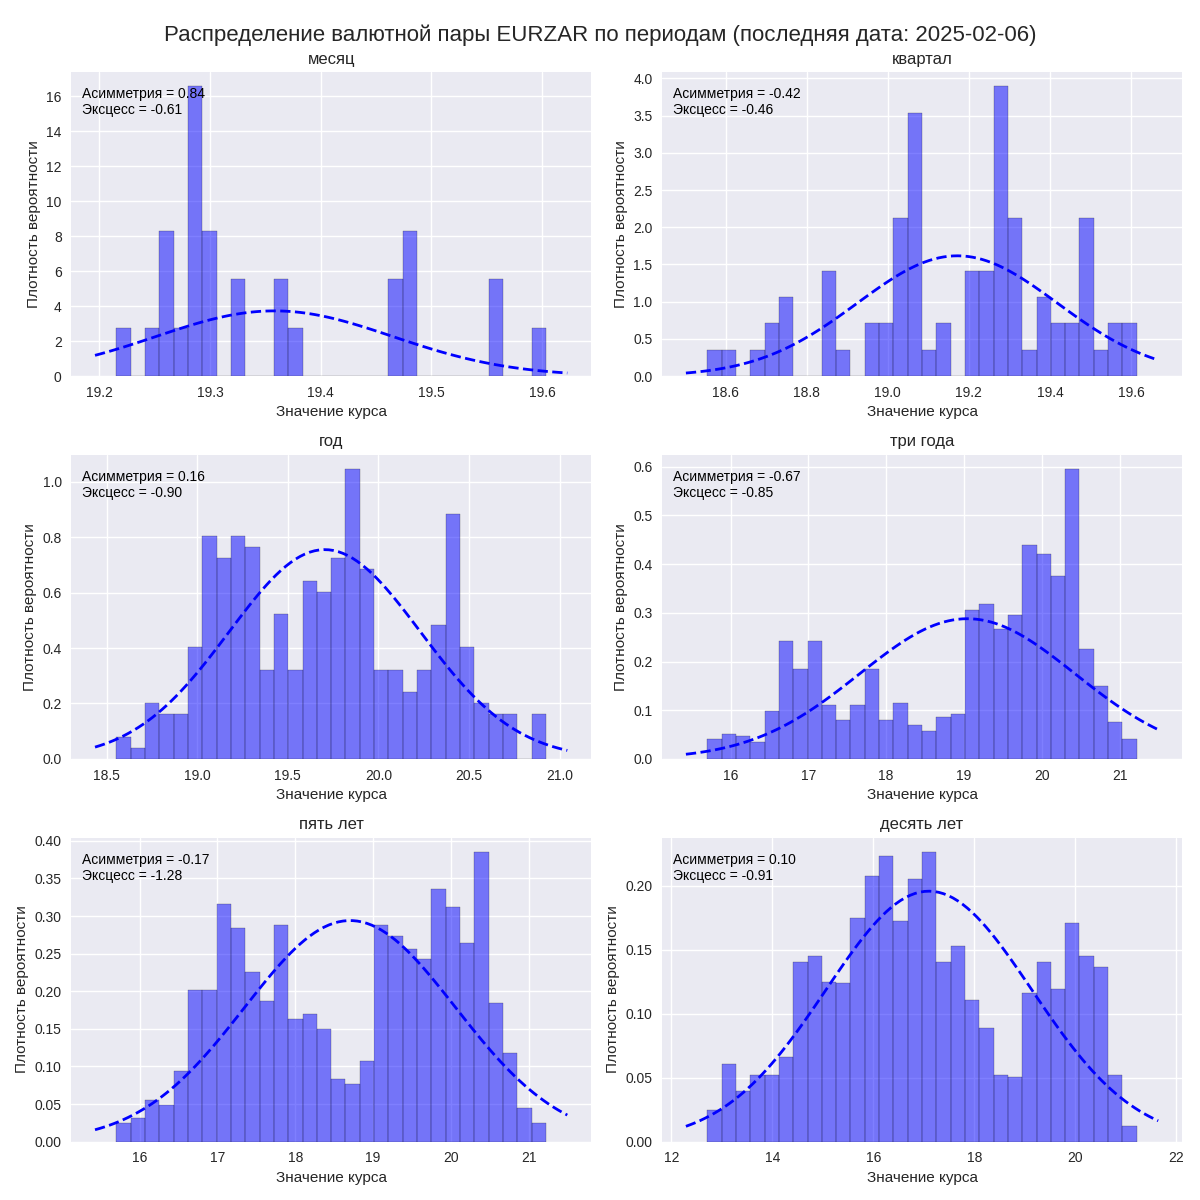 Распределение валютной пары EURZAR по периодам (последняя дата: 2025-02-06)
месяц
Асимметрия = 0.84
Эксцесс = -0.61
Плотность вероятности
16
14
12
10
8
6
4
2
0
19.2 19.3 19.4 19.5 19.6
Значение курса
квартал
Асимметрия = -0.42
Эксцесс = -0.46
Плотность вероятности
4.0
3.5
3.0
2.5
2.0
1.5
1.0
0.5
0.0
18.6 18.8 19.0 19.2 19.4 19.6
Значение курса
год
Асимметрия = 0.16
Эксцесс = -0.90
Плотность вероятности
1.0
0.8
0.6
0.4
0.2
0.0
18.5 19.0 19.5 20.0 20.5 21.0
Значение курса
три года
Асимметрия = -0.67
Эксцесс = -0.85
Плотность вероятности
0.6
0.5
0.4
0.3
0.2
0.1
0.0
16 17 18 19 20 21
Значение курса
пять лет
Асимметрия = -0.17
Эксцесс = -1.28
Плотность вероятности
0.40
0.35
0.30
0.25
0.20
0.15
0.10
0.05
0.00
16 17 18 19 20 21
Значение курса
десять лет
Асимметрия = 0.10
Эксцесс = -0.91
Плотность вероятности
0.20
0.15
0.10
0.05
0.00
12 14 16 18 20 22
Значение курса